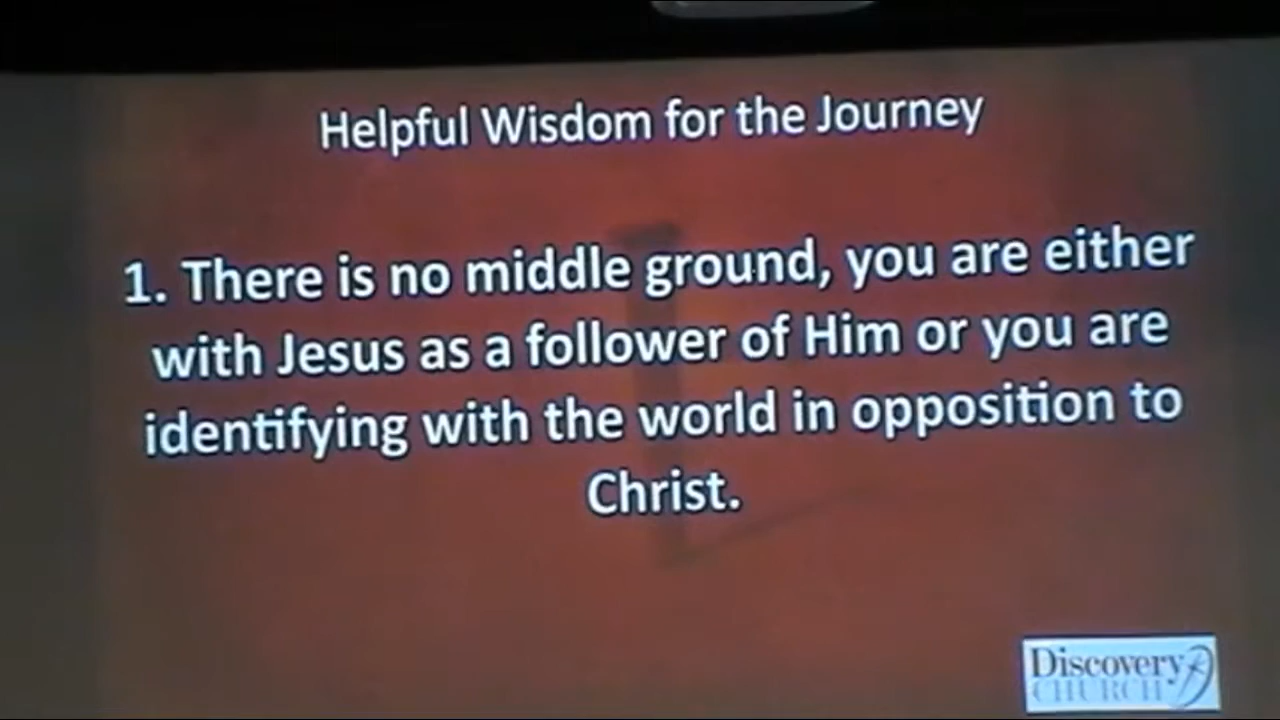 Helpful Wisdom for the Journey
1. There is no middle ground, you are either
with Jesus as a follower of Him or you are
identifying with the world in opposition to
Christ.
Discovery
CHURCH